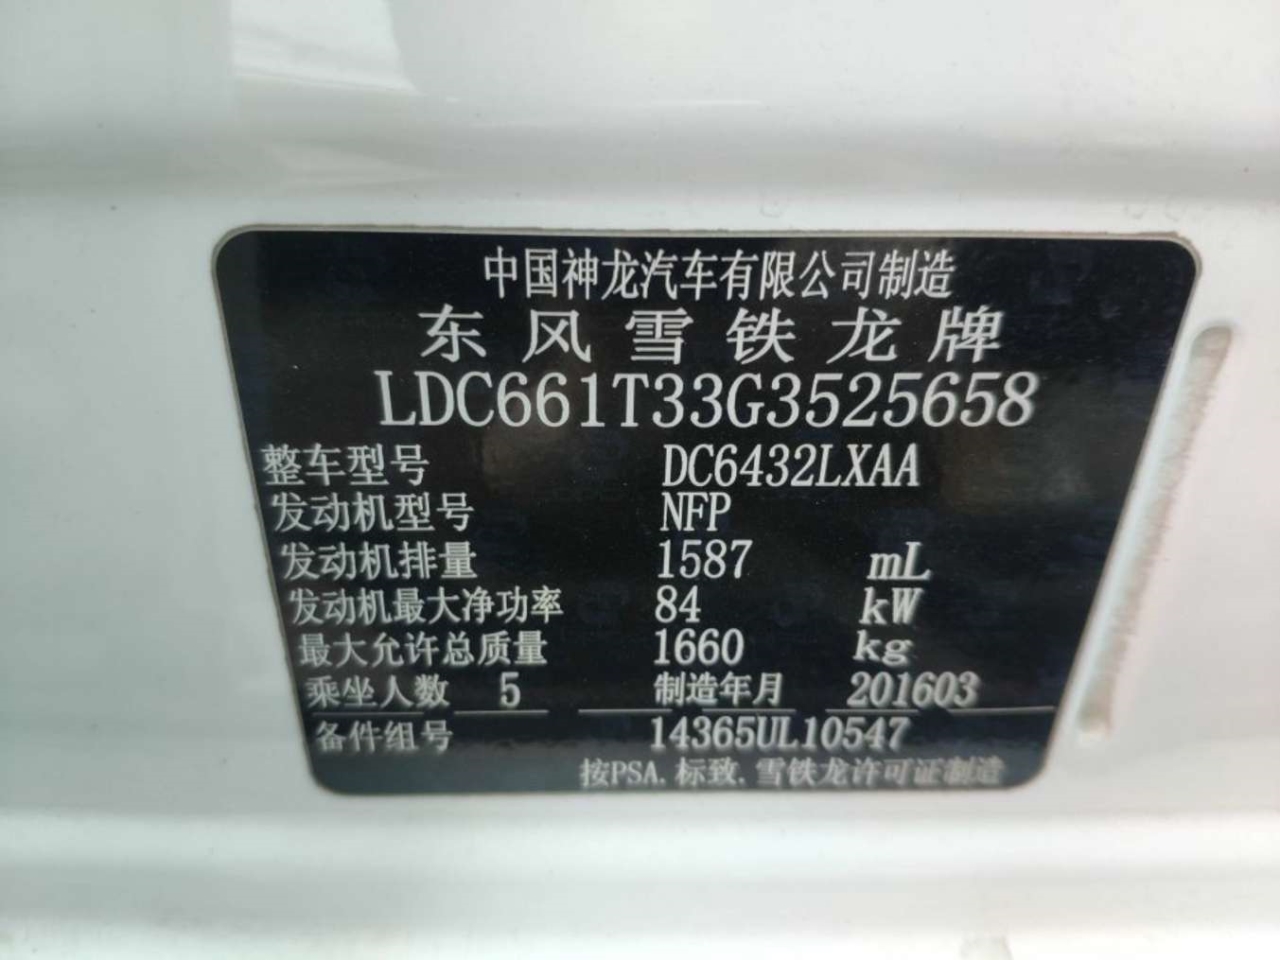 中国神龙汽车有限公司制造
东风雪铁龙牌
LDC661T33G3525658
整车型号 DC6432LXAA
发动机型号 NFP
发动机排量 1587 mL
发动机最大净功率 84 kW
最大允许总质量 1660 kg
乘坐人数 5 制造年月 201603
备件组号 14365UL10547
按PSA.标致.雪铁龙许可证制造